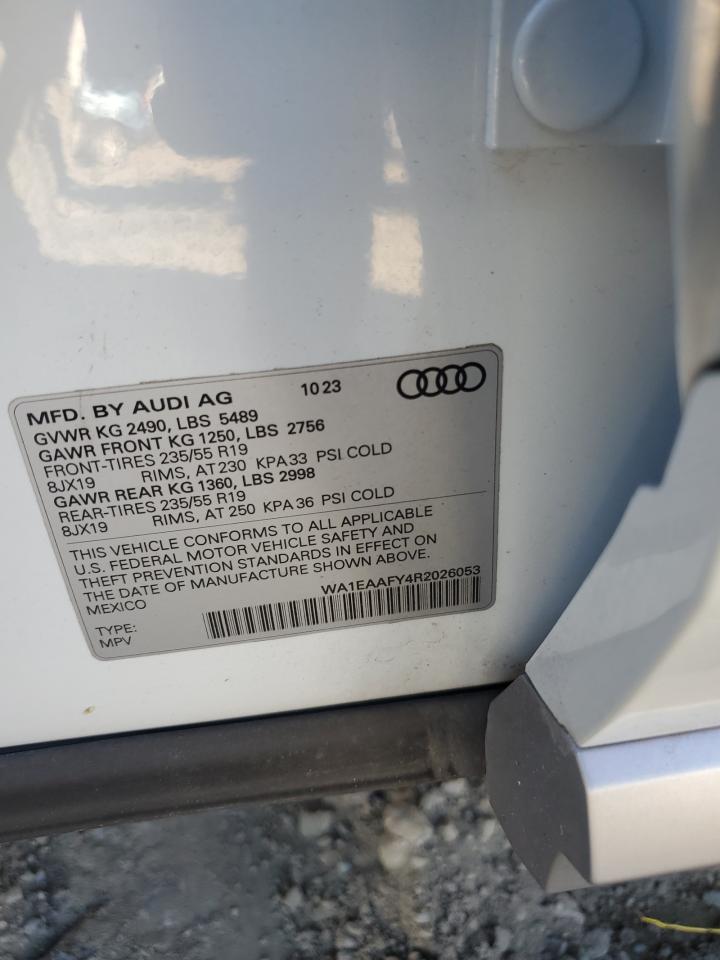 MFD. BY AUDI AG 10 23
GVWR KG 2490, LBS 5489
GAWR FRONT KG 1250, LBS 2756
FRONT-TIRES 235/55 R19
8JX19 RIMS, AT 230 KPA 33 PSI COLD
GAWR REAR KG 1360, LBS 2998
REAR-TIRES 235/55 R19
8JX19 RIMS, AT 250 KPA 36 PSI COLD
THIS VEHICLE CONFORMS TO ALL APPLICABLE
U.S. FEDERAL MOTOR VEHICLE SAFETY AND
THEFT PREVENTION STANDARDS IN EFFECT ON
THE DATE OF MANUFACTURE SHOWN ABOVE.
MEXICO WA1EAAFY4R2026053
TYPE:
MPV